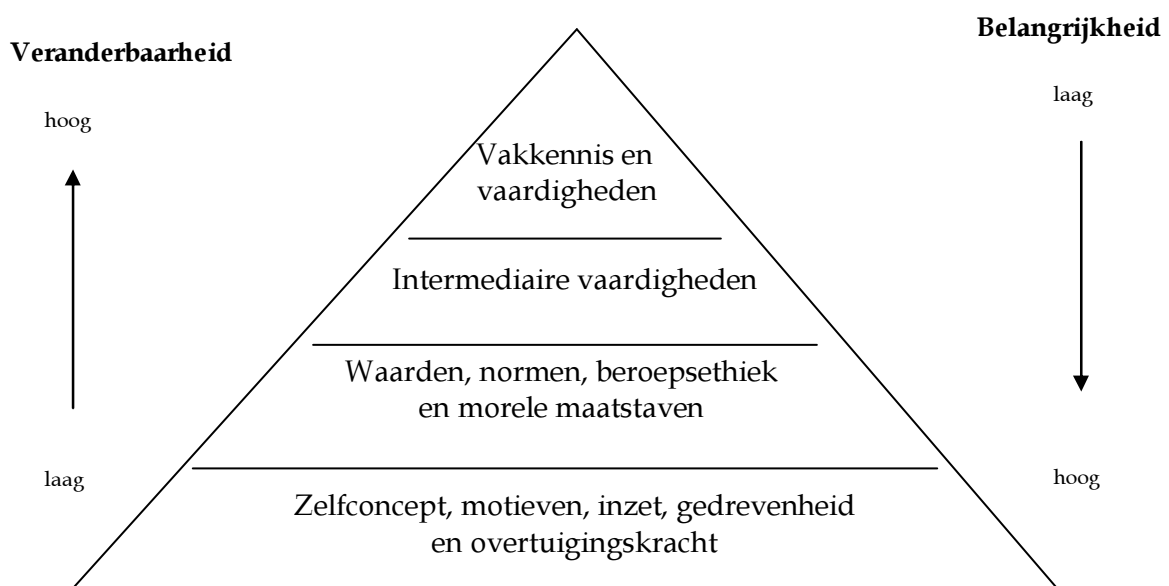 Veranderbaarheid
Belangrijkheid
hoog
laag
Vakkennis en
vaardigheden
Intermediaire vaardigheden
Waarden, normen, beroepsethiek
en morele maatstaven
laag
hoog
Zelfconcept, motieven, inzet, gedrevenheid
en overtuigingskracht